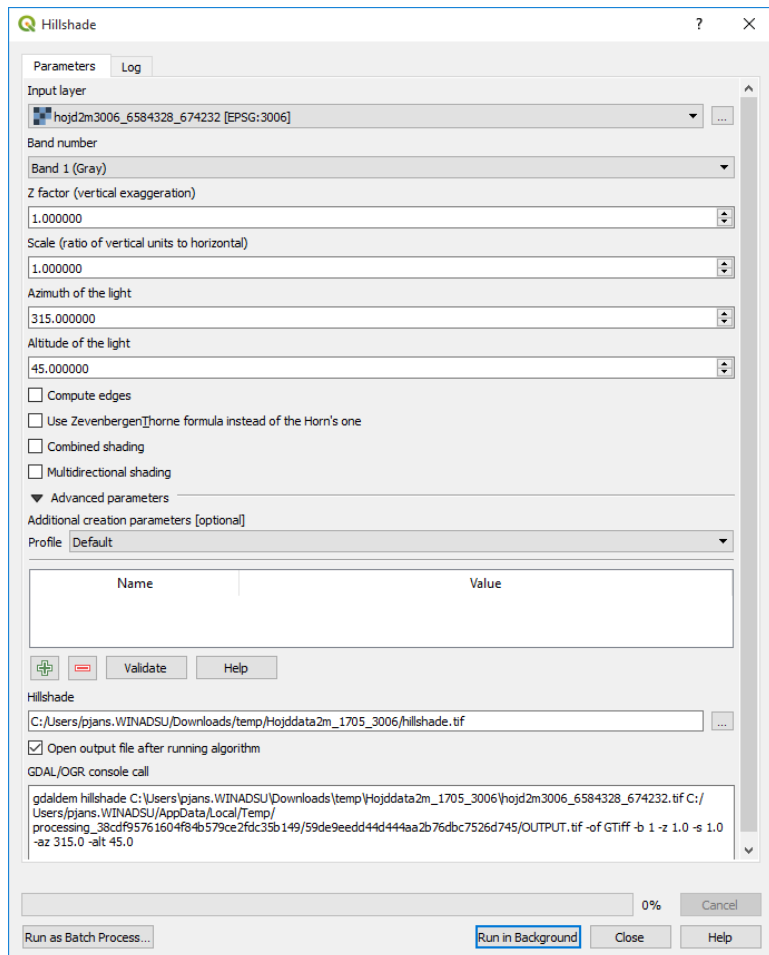 Hillshade
?
Parameters Log
Input layer
hojd2m3006_6584328_674232 [EPSG:3006]
...
Band number
Band 1 (Gray)
Z factor (vertical exaggeration)
1.000000
Scale (ratio of vertical units to horizontal)
1.000000
Azimuth of the light
315.000000
Altitude of the light
45.000000
Compute edges
Use ZevenbergenThorne formula instead of the Horn's one
Combined shading
Multidirectional shading
Advanced parameters
Additional creation parameters [optional]
Profile Default
Name Value
Validate Help
Hillshade
C:/Users/pjans.WINADSU/Downloads/temp/Hojddata2m_1705_3006/hillshade.tif
...
Open output file after running algorithm
GDAL/OGR console call
gdaldem hillshade C:\Users\pjans.WINADSU\Downloads\temp\Hojddata2m_1705_3006\hojd2m3006_6584328_674232.tif C:/
Users/pjans.WINADSU/AppData/Local/Temp/
processing_38cdf95761604f84b579ce2fdc35b149/59de9eedd44d444aa2b76dbc7526d745/OUTPUT.tif -of GTiff -b 1 -z 1.0 -s 1.0
-az 315.0 -alt 45.0
0% Cancel
Run as Batch Process... Run in Background Close Help